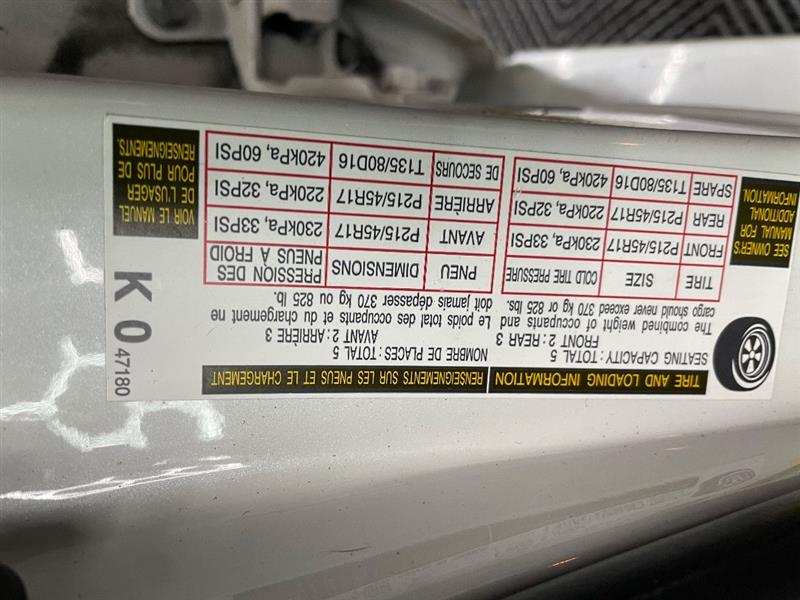 TIRE AND LOADING INFORMATION
RENSEIGNEMENTS SUR LES PNEUS ET LE CHARGEMENT
SEATING CAPACITY : TOTAL 5
FRONT 2 : REAR 3
NOMBRE DE PLACES : TOTAL 5
AVANT 2 : ARRIÈRE 3
The combined weight of occupants and
cargo should never exceed 370 kg or 825 lbs.
Le poids total des occupants et du chargement ne
doit jamais dépasser 370 kg ou 825 lb.
TIRE SIZE COLD TIRE PRESSURE
FRONT P215/45R17 230kPa, 33PSI
REAR P215/45R17 220kPa, 32PSI
SPARE T135/80D16 420kPa, 60PSI
SEE OWNER'S
MANUAL FOR
ADDITIONAL
INFORMATION.
PNEU DIMENSIONS PRESSION DES
PNEUS À FROID
AVANT P215/45R17 230kPa, 33PSI
ARRIÈRE P215/45R17 220kPa, 32PSI
DE SECOURS T135/80D16 420kPa, 60PSI
VOIR LE MANUEL
DE L'USAGER
POUR PLUS DE
RENSEIGNEMENTS.
K 0
47180